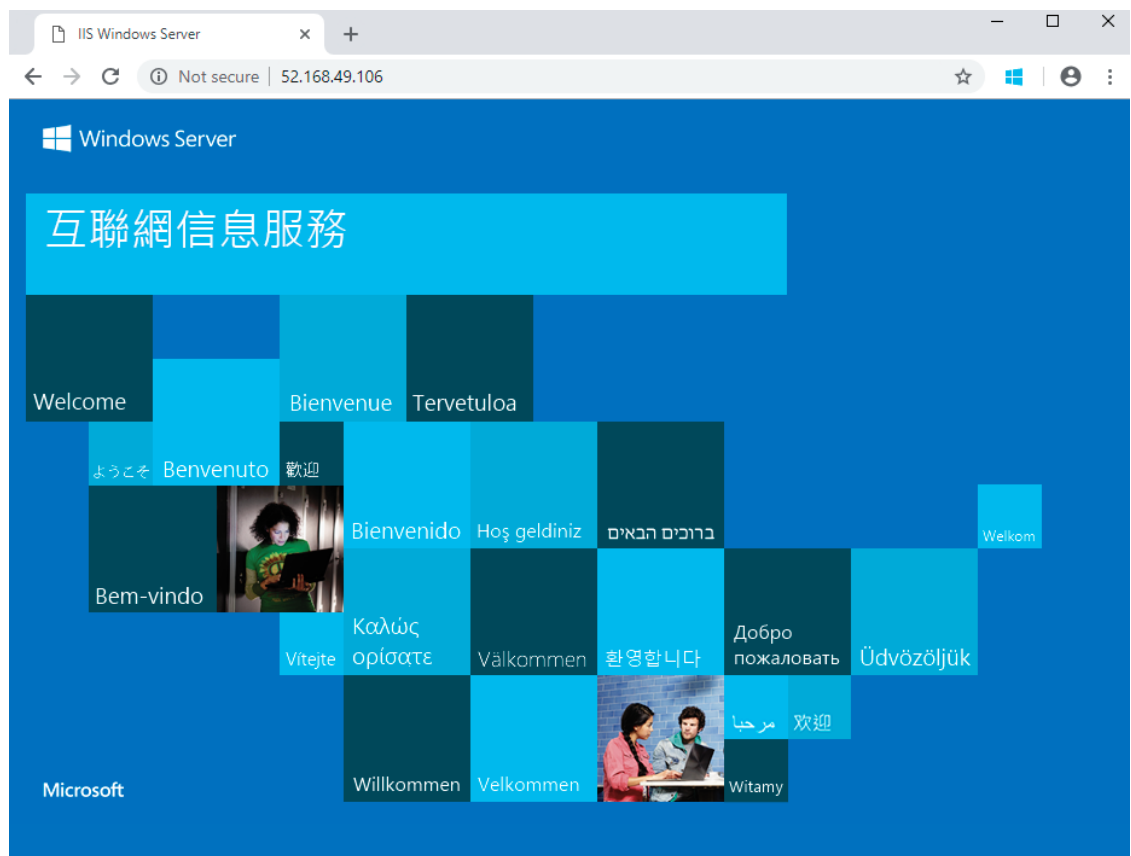 IIS Windows Server
Not secure | 52.168.49.106
Windows Server
互聯網信息服務
Welcome
Bienvenue
Tervetuloa
ようこそ
Benvenuto
歡迎
Bienvenido
Hoş geldiniz
ברוכים הבאים
Welkom
Bem-vindo
Vítejte
Καλώς
ορίσατε
Välkommen
환영합니다
Добро
пожаловать
Üdvözöljük
مرحبا
欢迎
Willkommen
Velkommen
Witamy
Microsoft